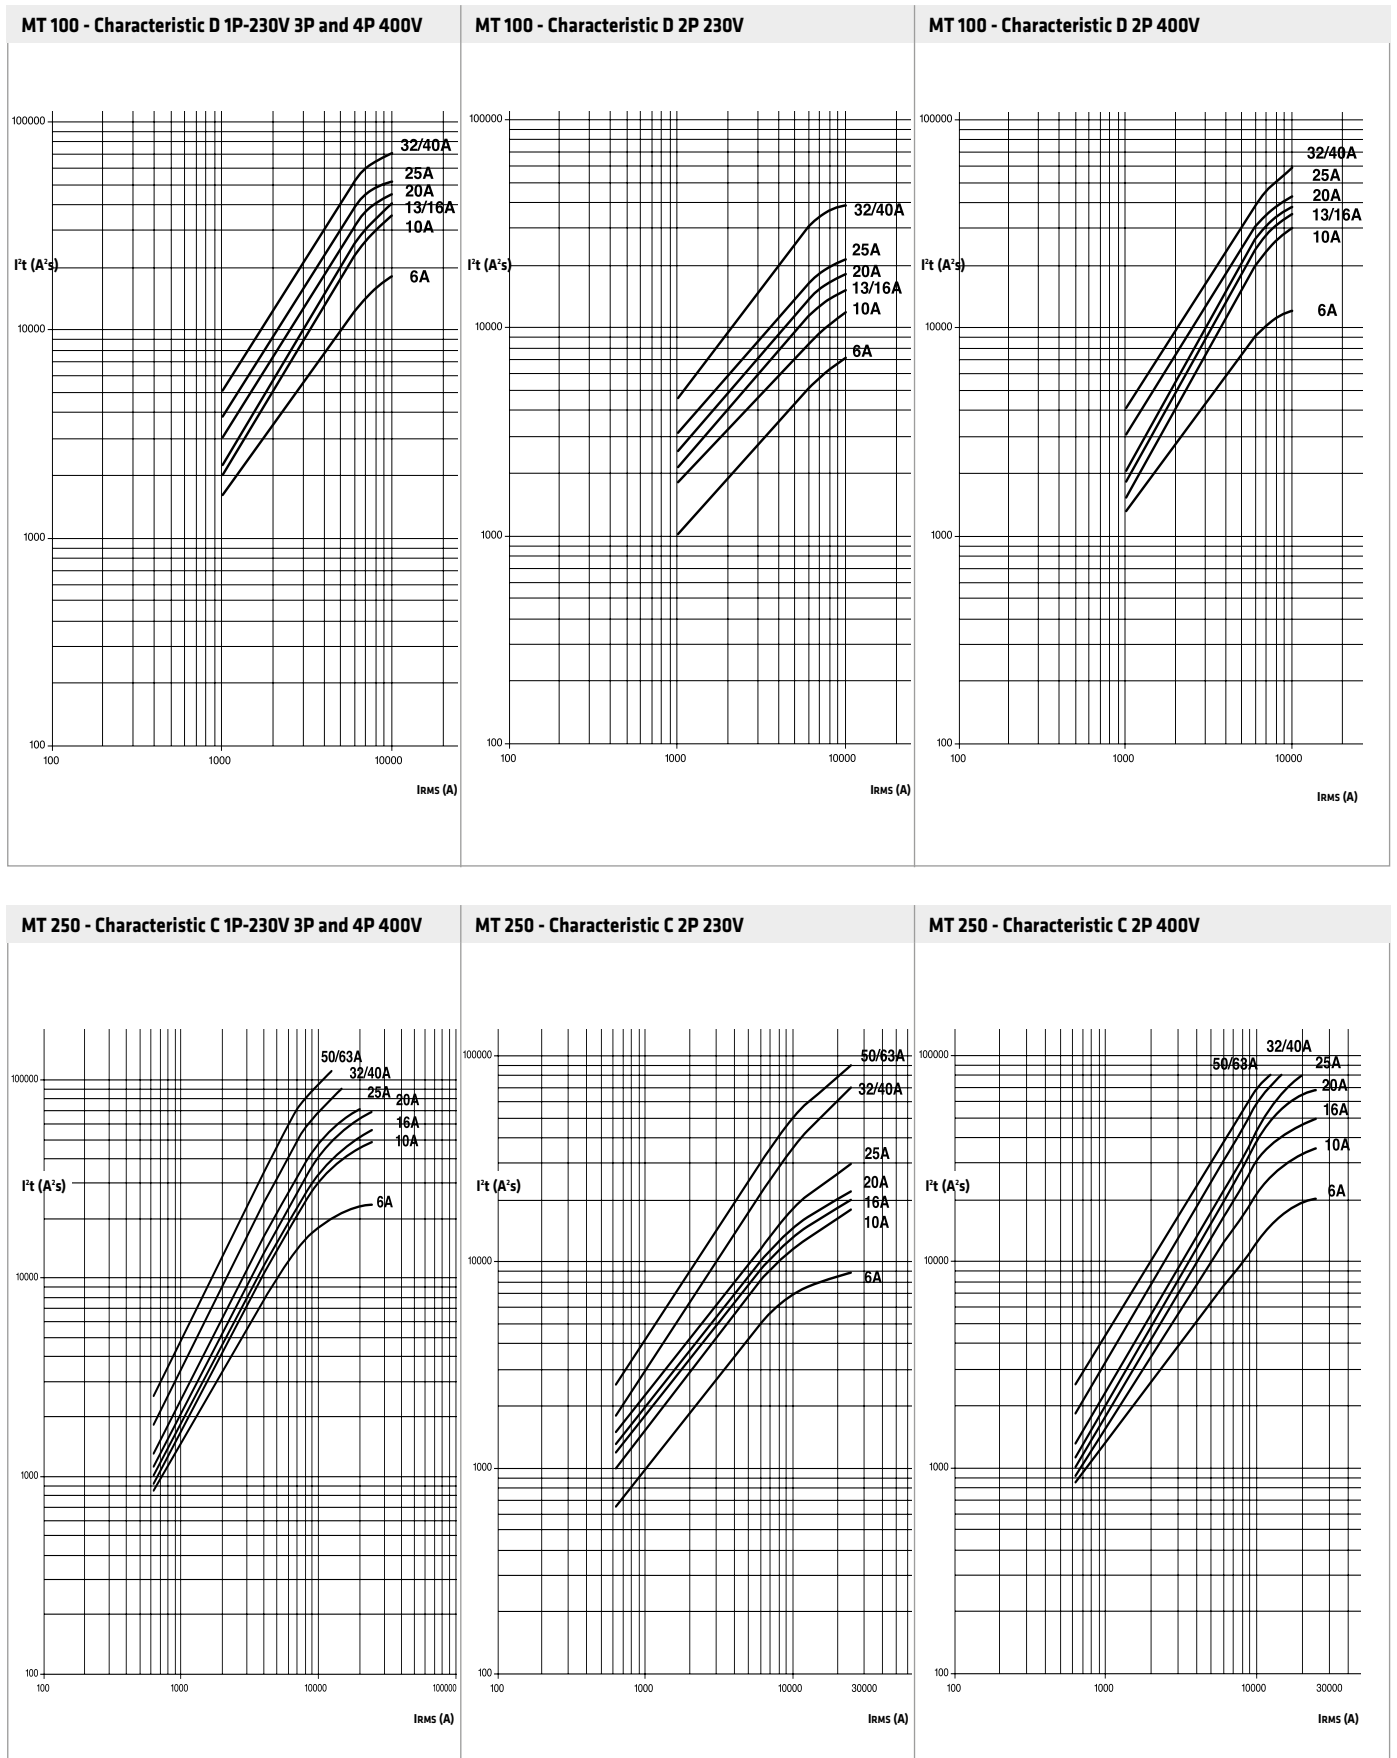 MT 100 - Characteristic D 1P-230V 3P and 4P 400V
100000
32/40A
25A
20A
13/16A
10A
I²t (A²s)
6A
10000
1000
100
100
1000
10000
IRMS (A)
MT 100 - Characteristic D 2P 230V
100000
32/40A
25A
I²t (A²s)
20A
13/16A
10A
10000
6A
1000
100
100
1000
10000
IRMS (A)
MT 100 - Characteristic D 2P 400V
100000
32/40A
25A
20A
13/16A
10A
I²t (A²s)
6A
10000
1000
100
100
1000
10000
IRMS (A)
MT 250 - Characteristic C 1P-230V 3P and 4P 400V
50/63A
32/40A
100000
25A
20A
16A
10A
I²t (A²s)
6A
10000
1000
100
100
1000
10000
100000
IRMS (A)
MT 250 - Characteristic C 2P 230V
100000
50/63A
32/40A
25A
I²t (A²s)
20A
16A
10A
10000
6A
1000
100
100
1000
10000
30000
IRMS (A)
MT 250 - Characteristic C 2P 400V
32/40A
100000
50/63A
25A
20A
16A
10A
I²t (A²s)
6A
10000
1000
100
100
1000
10000
30000
IRMS (A)